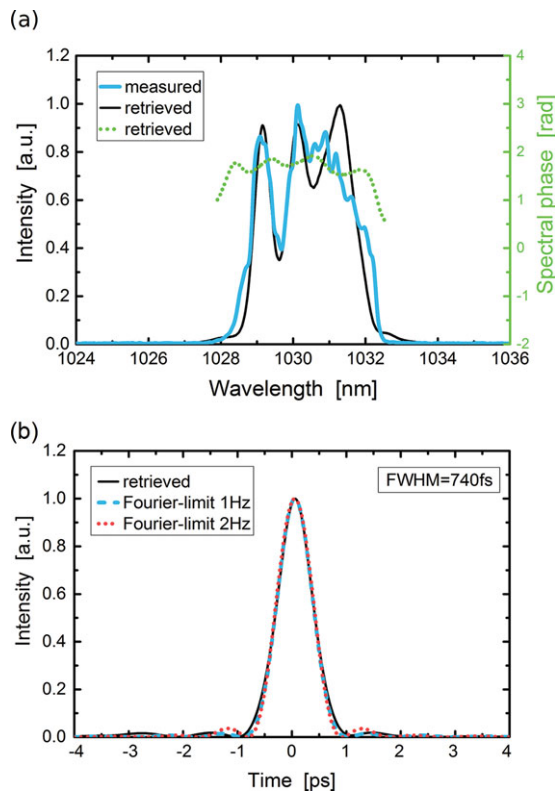 (a)
1.2
1.0
0.8
0.6
0.4
0.2
0.0
Intensity [a.u.]
measured
retrieved
retrieved
4
3
2
1
0
-1
-2
Spectral phase [rad]
1024 1026 1028 1030 1032 1034 1036
Wavelength [nm]
(b)
1.2
1.0
0.8
0.6
0.4
0.2
0.0
Intensity [a.u.]
retrieved
Fourier-limit 1Hz
Fourier-limit 2Hz
FWHM=740fs
-4 -3 -2 -1 0 1 2 3 4
Time [ps]